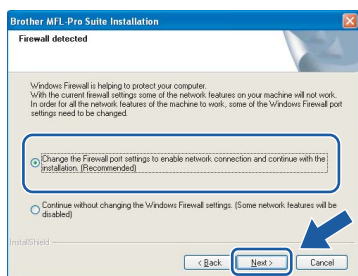 Brother MFL-Pro Suite Installation
Firewall detected
Windows Firewall is helping to protect your computer.
With the current firewall settings some of the network features on your machine will not work.
In order for all the network features of the machine to work, some of the Windows Firewall port
settings need to be changed.
Change the Firewall port settings to enable network connection and continue with the
installation. (Recommended)
Continue without changing the Windows Firewall settings. (Some network features will be
disabled)
InstallShield
< Back
Next >
Cancel